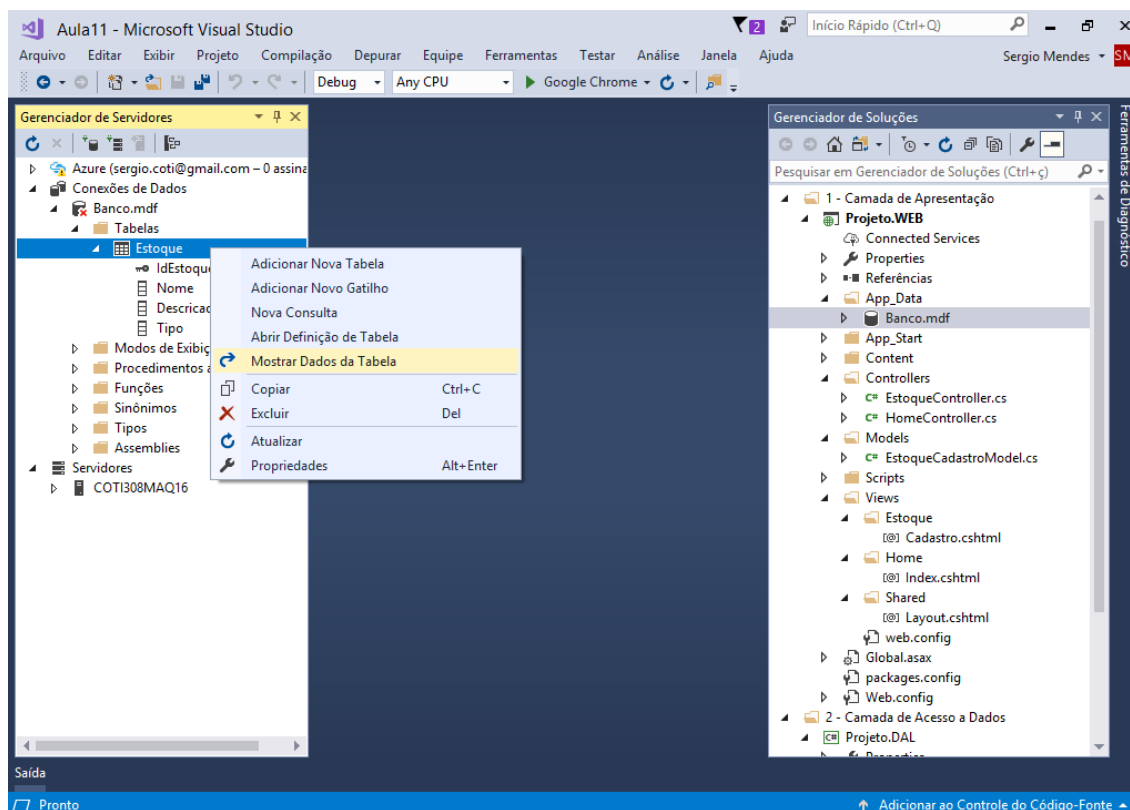 Aula11 - Microsoft Visual Studio
2
Início Rápido (Ctrl+Q)
Arquivo Editar Exibir Projeto Compilação Depurar Equipe Ferramentas Testar Análise Janela Ajuda
Sergio Mendes
SM
Debug Any CPU Google Chrome
Gerenciador de Servidores
Azure (sergio.coti@gmail.com – 0 assina
Conexões de Dados
Banco.mdf
Tabelas
Estoque
IdEstoque
Nome
Descricao
Tipo
Modos de Exibiç
Procedimentos a
Funções
Sinônimos
Tipos
Assemblies
Servidores
COTI308MAQ16
Adicionar Nova Tabela
Adicionar Novo Gatilho
Nova Consulta
Abrir Definição de Tabela
Mostrar Dados da Tabela
Copiar Ctrl+C
Excluir Del
Atualizar
Propriedades Alt+Enter
Gerenciador de Soluções
Pesquisar em Gerenciador de Soluções (Ctrl+ç)
1 - Camada de Apresentação
Projeto.WEB
Connected Services
Properties
Referências
App_Data
Banco.mdf
App_Start
Content
Controllers
C# EstoqueController.cs
C# HomeController.cs
Models
C# EstoqueCadastroModel.cs
Scripts
Views
Estoque
[@] Cadastro.cshtml
Home
[@] Index.cshtml
Shared
[@] Layout.cshtml
web.config
Global.asax
packages.config
Web.config
2 - Camada de Acesso a Dados
C# Projeto.DAL
Properties
Ferramentas de Diagnóstico
Saída
Pronto
Adicionar ao Controle do Código-Fonte